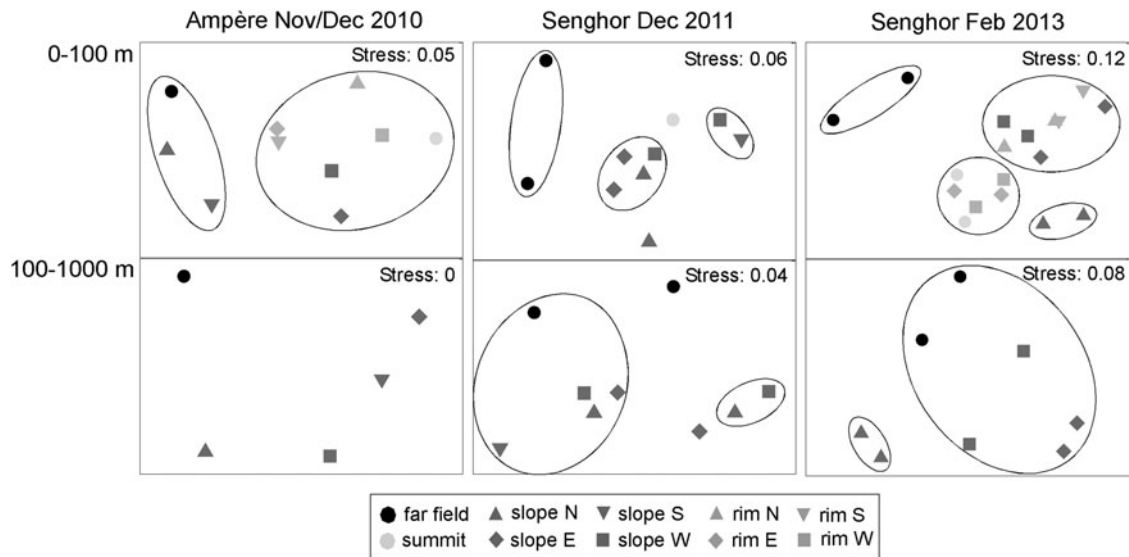 Ampère Nov/Dec 2010 Senghor Dec 2011 Senghor Feb 2013
0-100 m Stress: 0.05 Stress: 0.06 Stress: 0.12
100-1000 m Stress: 0 Stress: 0.04 Stress: 0.08
far field slope N slope S rim N rim S
summit slope E slope W rim E rim W